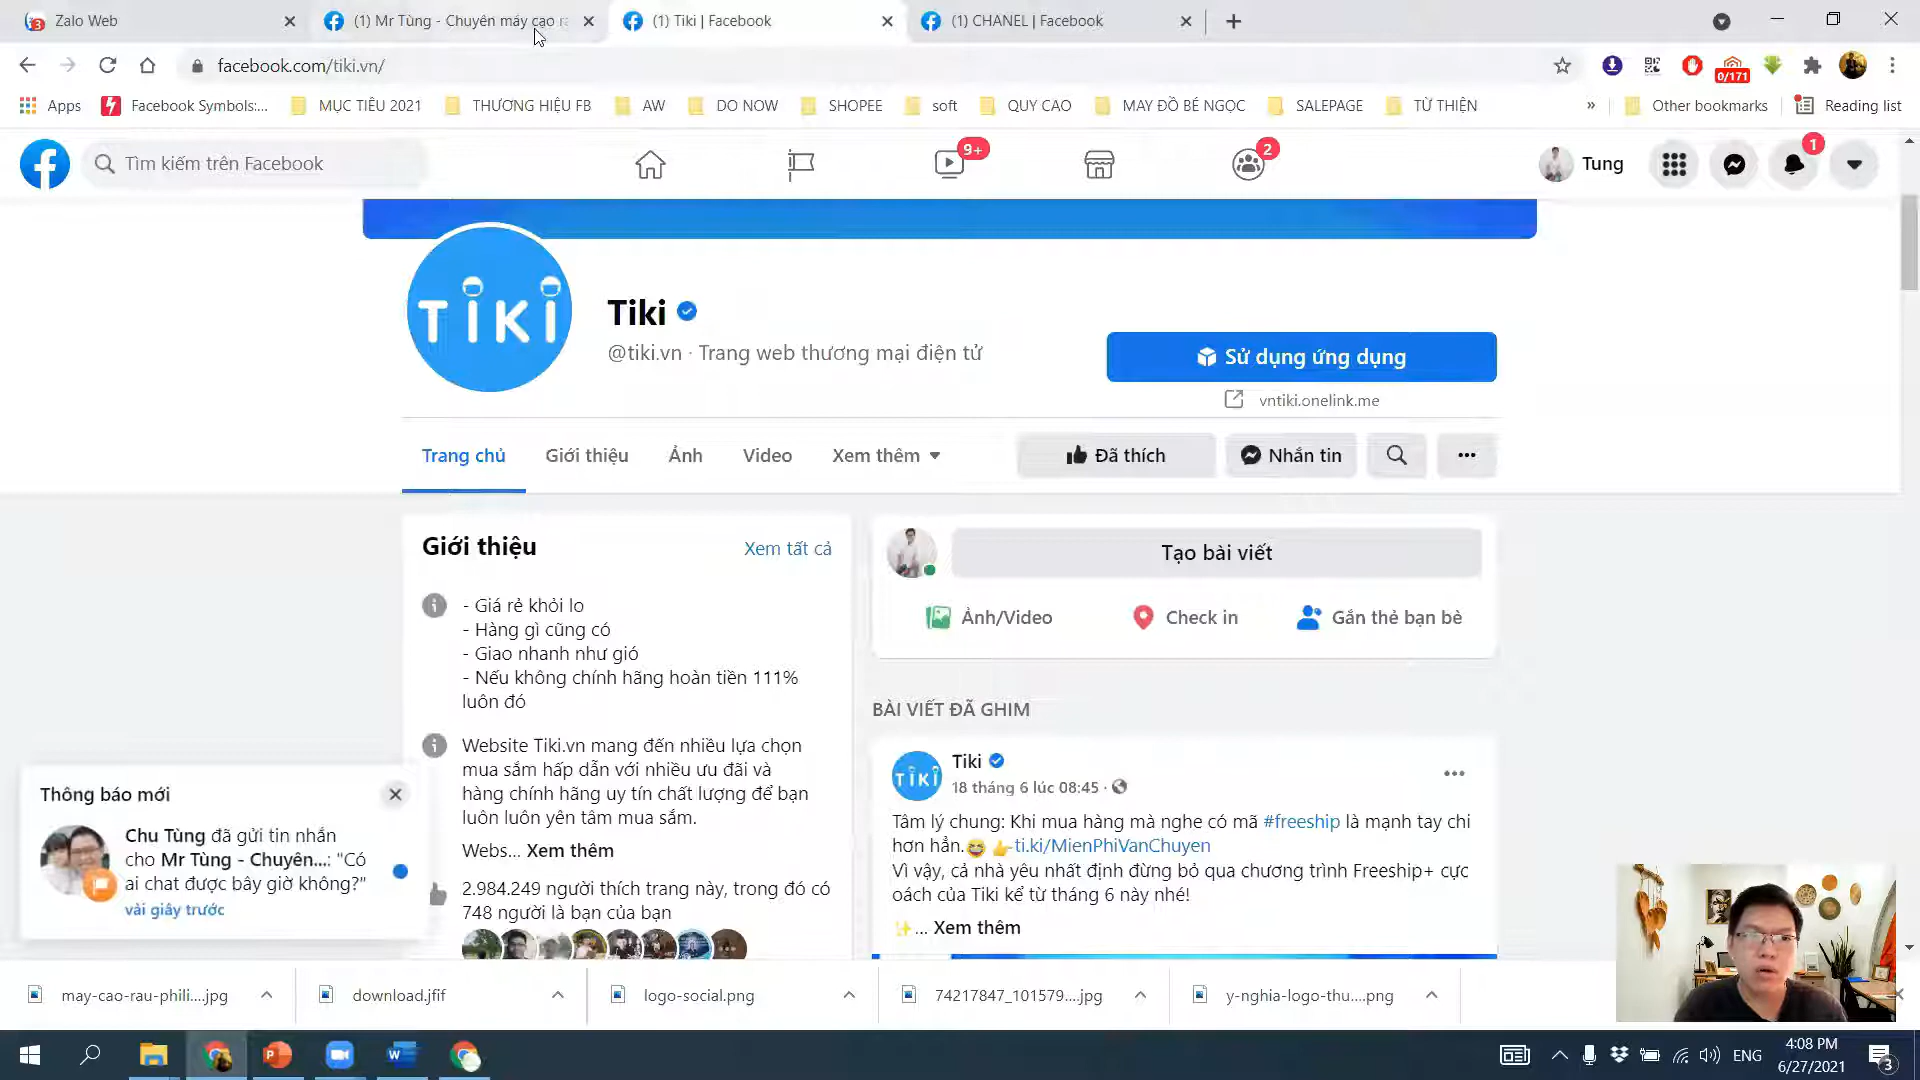 Zalo Web
(1) Mr Tùng - Chuyên máy cạo râ
(1) Tiki | Facebook
(1) CHANEL | Facebook
facebook.com/tiki.vn/
0/171
Apps
Facebook Symbols:...
MỤC TIÊU 2021
THƯƠNG HIỆU FB
AW
DO NOW
SHOPEE
soft
QUY CAO
MAY ĐỒ BÉ NGỌC
SALEPAGE
TỪ THIỆN
»
Other bookmarks
Reading list
Tìm kiếm trên Facebook
9+
2
Tung
1
TIKI
Tiki
@tiki.vn · Trang web thương mại điện tử
Sử dụng ứng dụng
vntiki.onelink.me
Trang chủ
Giới thiệu
Ảnh
Video
Xem thêm
Đã thích
Nhắn tin
Giới thiệu
Xem tất cả
- Giá rẻ khỏi lo
- Hàng gì cũng có
- Giao nhanh như gió
- Nếu không chính hãng hoàn tiền 111%
luôn đó
Website Tiki.vn mang đến nhiều lựa chọn
mua sắm hấp dẫn với nhiều ưu đãi và
hàng chính hãng uy tín chất lượng để bạn
luôn luôn yên tâm mua sắm.
Webs... Xem thêm
2.984.249 người thích trang này, trong đó có
748 người là bạn của bạn
Tạo bài viết
Ảnh/Video
Check in
Gắn thẻ bạn bè
BÀI VIẾT ĐÃ GHIM
TIKI
Tiki
18 tháng 6 lúc 08:45 ·
Tâm lý chung: Khi mua hàng mà nghe có mã #freeship là mạnh tay chi
hơn hẳn.😂 👉ti.ki/MienPhiVanChuyen
Vì vậy, cả nhà yêu nhất định đừng bỏ qua chương trình Freeship+ cực
oách của Tiki kể từ tháng 6 này nhé!
✨... Xem thêm
Thông báo mới
Chu Tùng đã gửi tin nhắn
cho Mr Tùng - Chuyên...: "Có
ai chat được bây giờ không?"
vài giây trước
may-cao-rau-phili....jpg
download.jfif
logo-social.png
74217847_101579....jpg
y-nghia-logo-thu....png
ENG
4:08 PM
6/27/2021
3